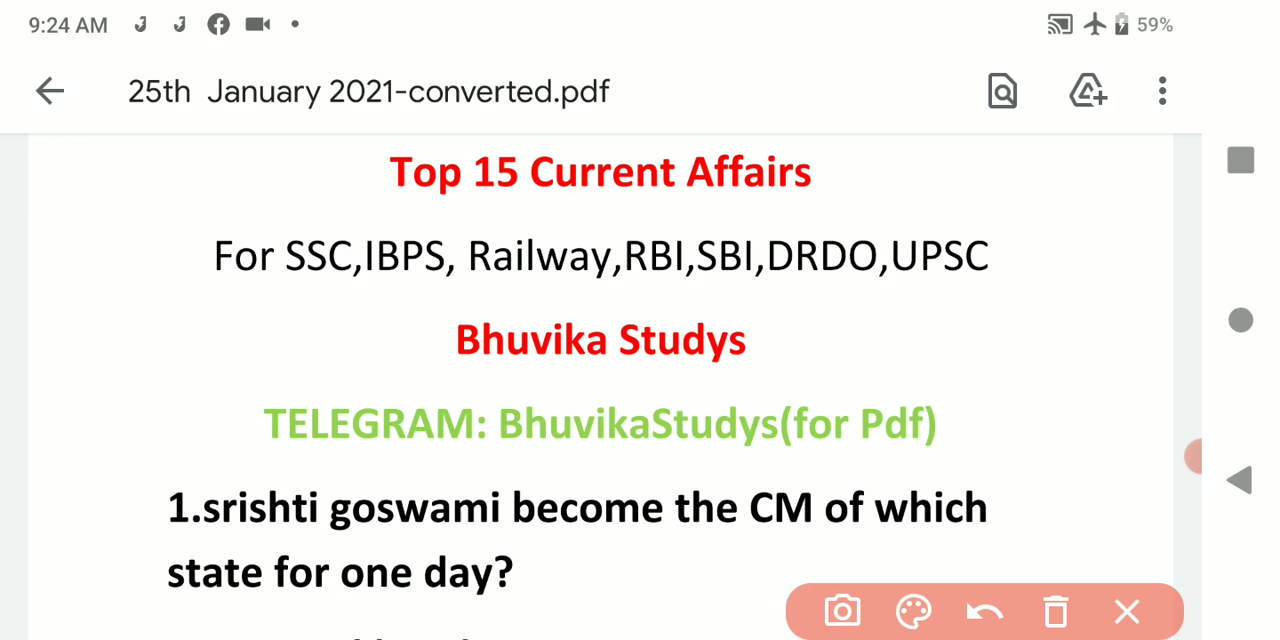 9:24 AM
59%
25th January 2021-converted.pdf
Top 15 Current Affairs
For SSC,IBPS, Railway,RBI,SBI,DRDO,UPSC
Bhuvika Studys
TELEGRAM: BhuvikaStudys(for Pdf)
1.srishti goswami become the CM of which
state for one day?